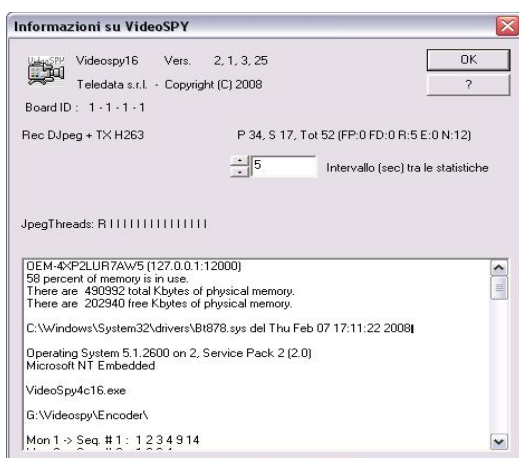 Informazioni su VideoSPY
Videospy16 Vers. 2, 1, 3, 25
OK
Teledata s.r.l. - Copyright (C) 2008
?
Board ID : 1 - 1 - 1 - 1
Rec DJpeg + TX H263 P 34, S 17, Tot 52 (FP:0 FD:0 R:5 E:0 N:12)
5 Intervallo (sec) tra le statistiche
JpegThreads: R I I I I I I I I I I I I I I I
OEM-4XP2LUR7AW5 (127.0.0.1:12000)
58 percent of memory is in use.
There are 490992 total Kbytes of physical memory.
There are 202940 free Kbytes of physical memory.
C:\Windows\System32\drivers\Bt878.sys del Thu Feb 07 17:11:22 2008
Operating System 5.1.2600 on 2, Service Pack 2 (2.0)
Microsoft NT Embedded
VideoSpy4c16.exe
G:\Videospy\Encoder\
Mon 1 -> Seq. # 1 : 1 2 3 4 9 14